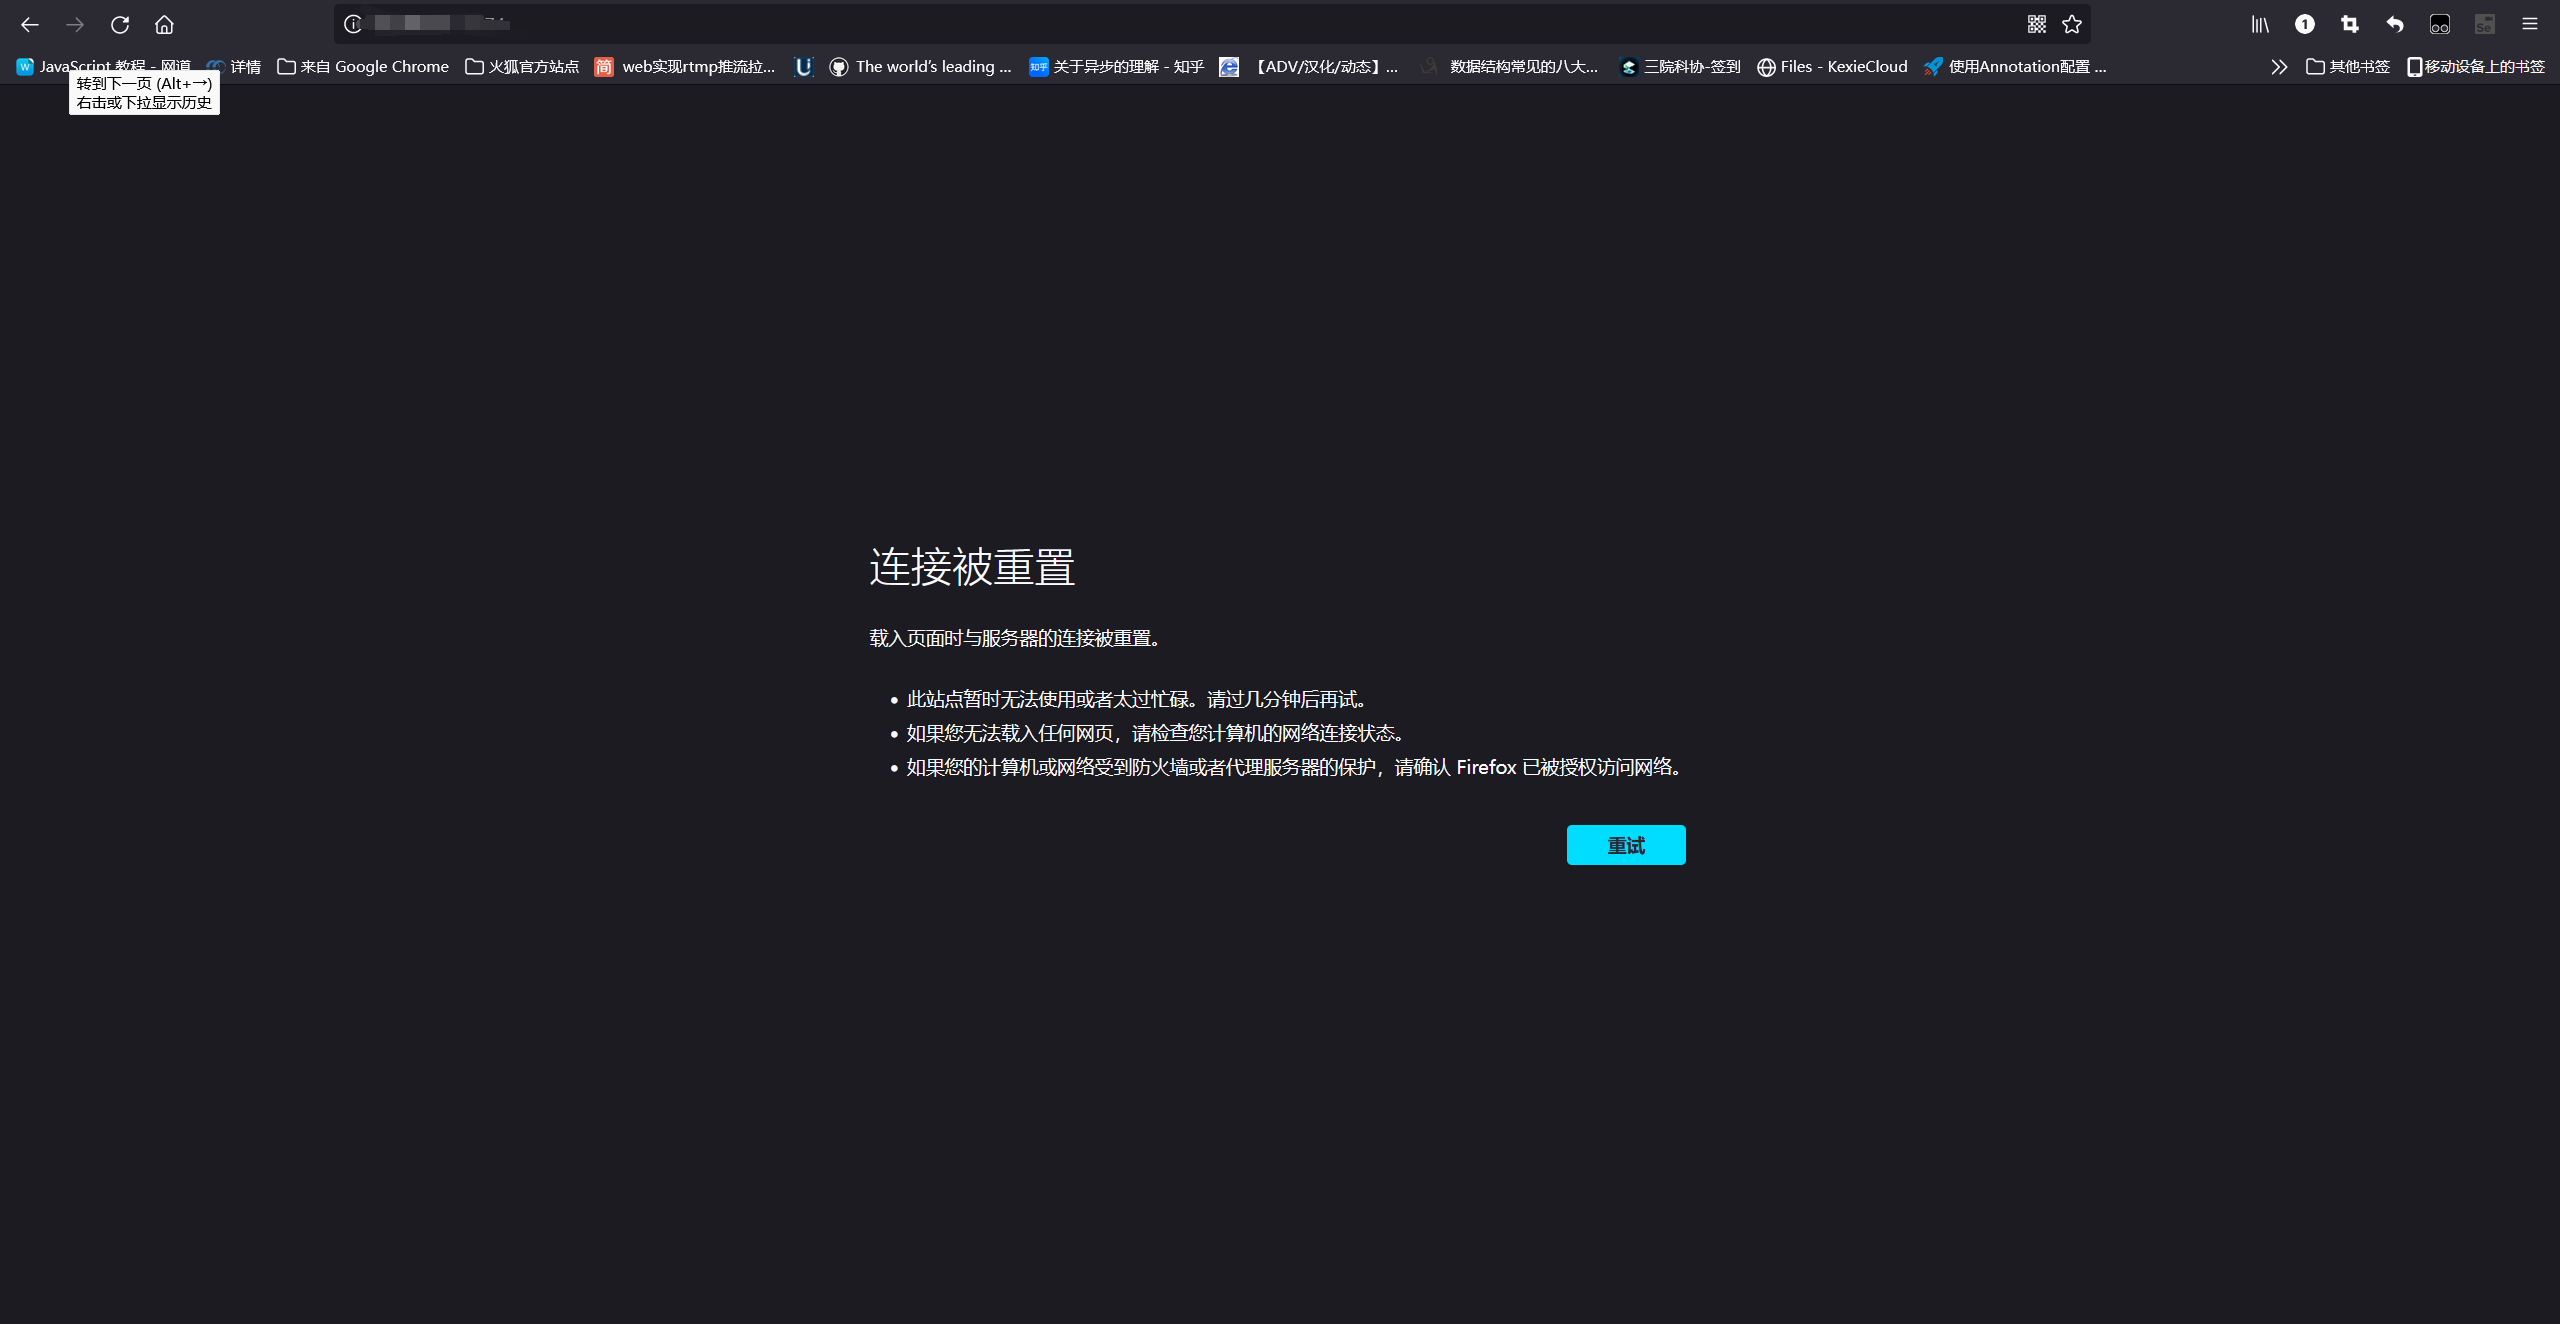 JavaScript 教程 - 网道
详情
来自 Google Chrome
火狐官方站点
简
web实现rtmp推流拉...
U
The world's leading ...
知乎
关于异步的理解 - 知乎
【ADV/汉化/动态】...
数据结构常见的八大...
三院科协-签到
Files - KexieCloud
使用Annotation配置 ...
其他书签
移动设备上的书签
1
Se
转到下一页 (Alt+→)
右击或下拉显示历史
连接被重置
载入页面时与服务器的连接被重置。
此站点暂时无法使用或者太过忙碌。请过几分钟后再试。
如果您无法载入任何网页，请检查您计算机的网络连接状态。
如果您的计算机或网络受到防火墙或者代理服务器的保护，请确认 Firefox 已被授权访问网络。
重试